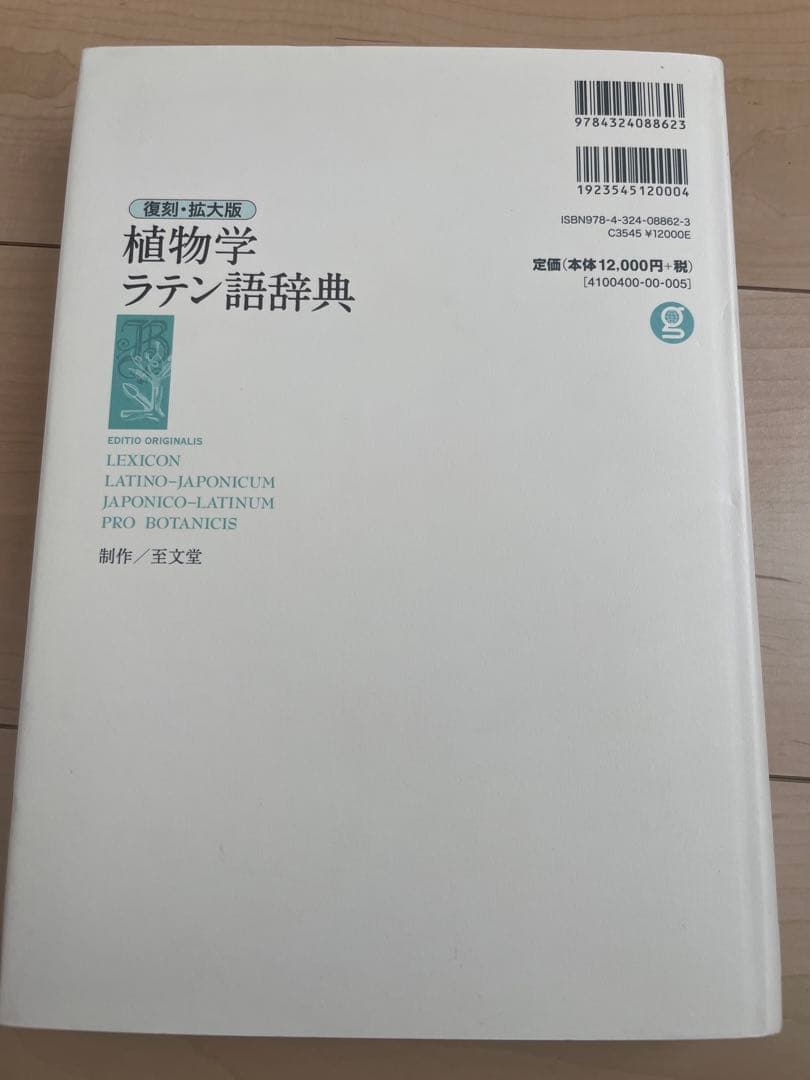 9784324088623
1923545120004
ISBN978-4-324-08862-3
C3545 ¥12000E
定価(本体12,000円+税)
[4100400-00-005]
g
復刻・拡大版
植物学
ラテン語辞典
B
EDITIO ORIGINALIS
LEXICON
LATINO-JAPONICUM
JAPONICO-LATINUM
PRO BOTANICIS
制作/至文堂